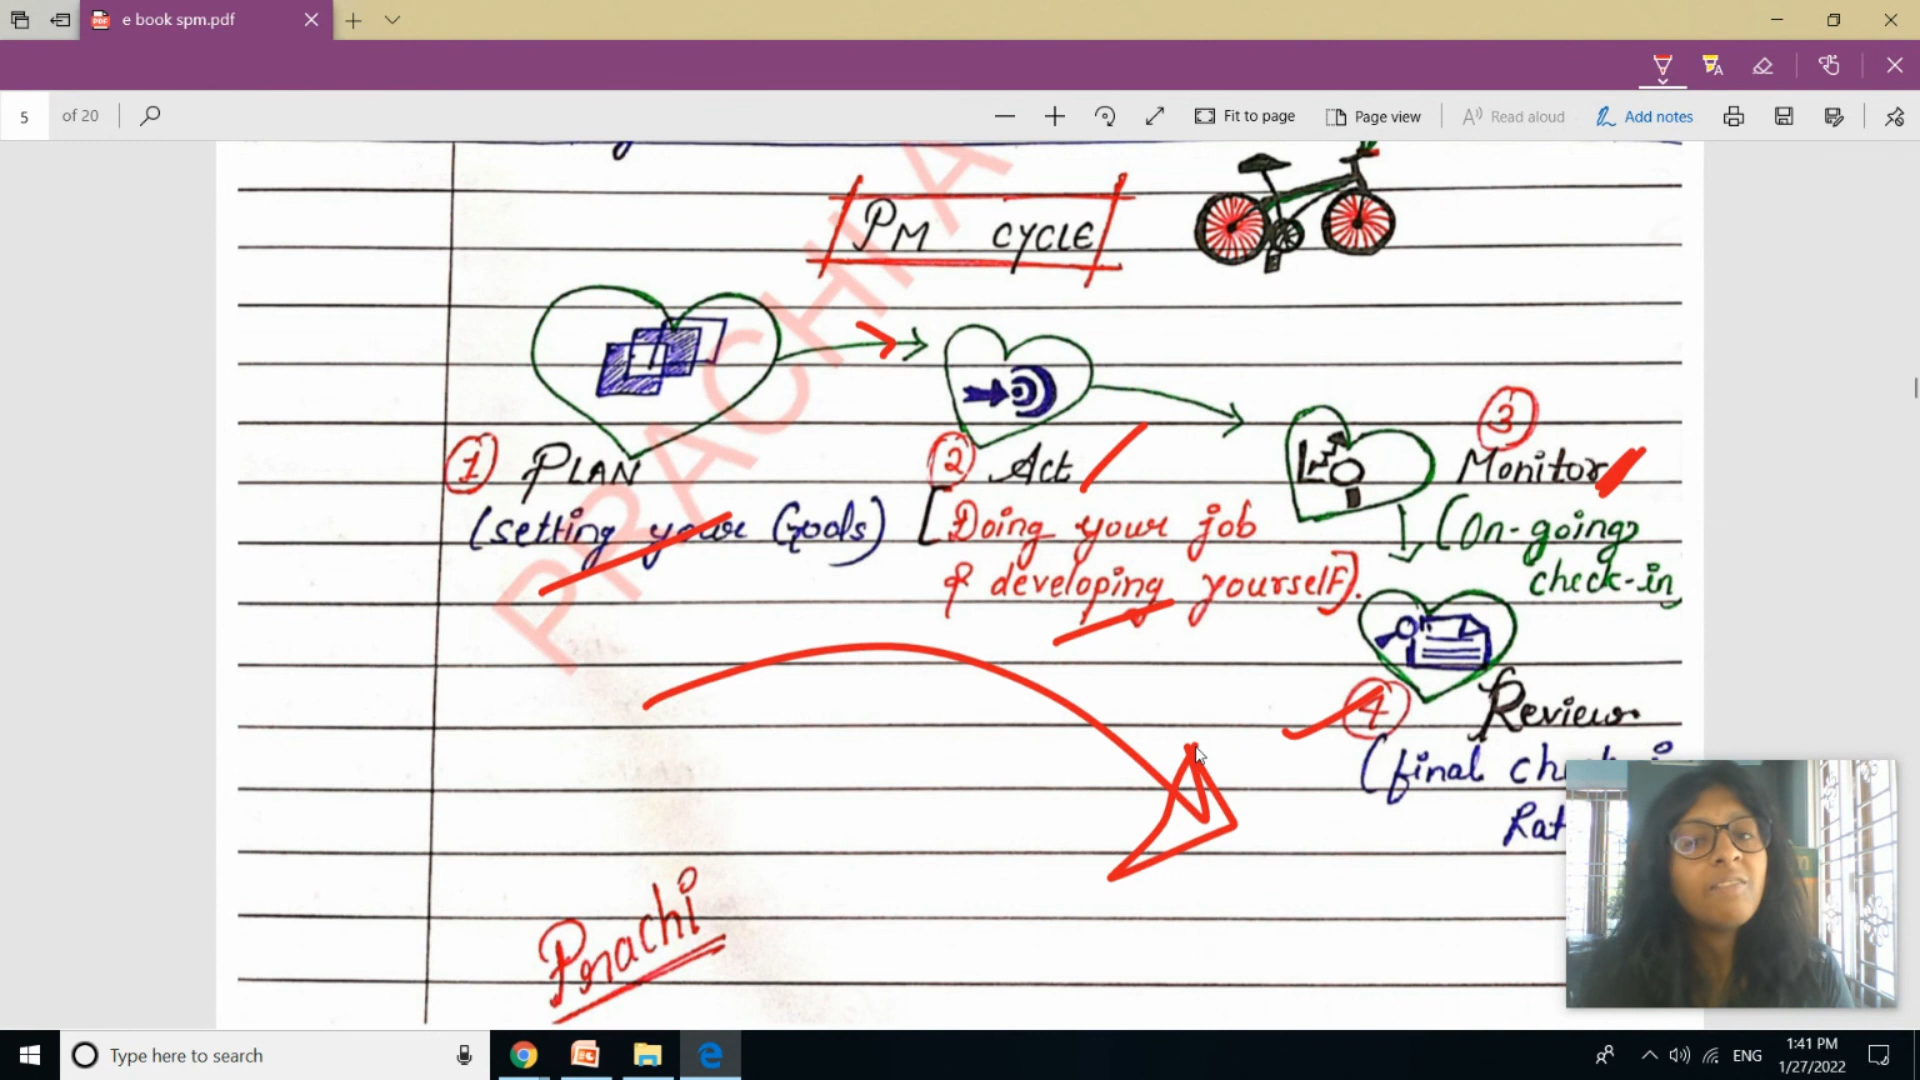 e book spm.pdf
5 of 20
Fit to page
Page view
Read aloud
Add notes
PRACHI A
PM CYCLE
1 PLAN
(setting your Goals)
2 Act
[Doing your job
& developing yourself).
3
Monitor
(On-going
check-in
4 Review
(final
Prachi
Type here to search
ENG
1:41 PM
1/27/2022